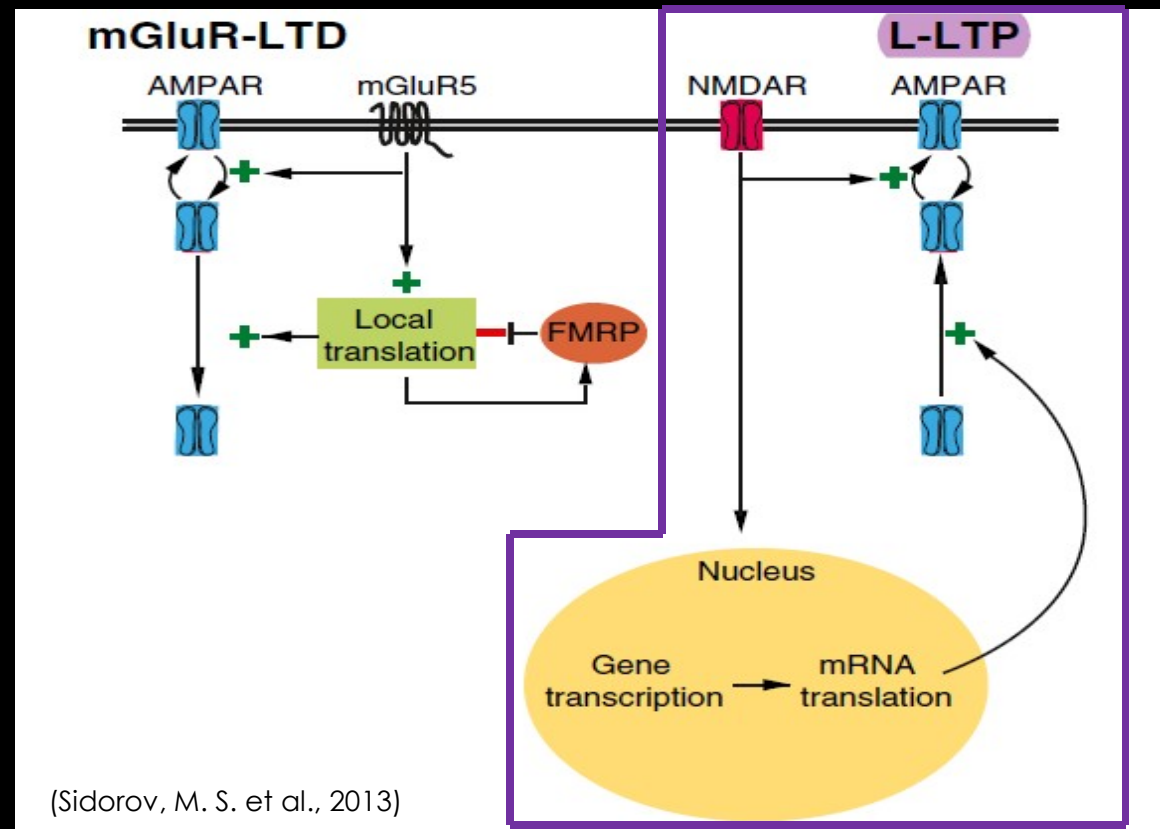 mGluR-LTD
L-LTP
AMPAR
mGluR5
NMDAR
AMPAR
Local
translation
FMRP
Nucleus
Gene
transcription
mRNA
translation
(Sidorov, M. S. et al., 2013)